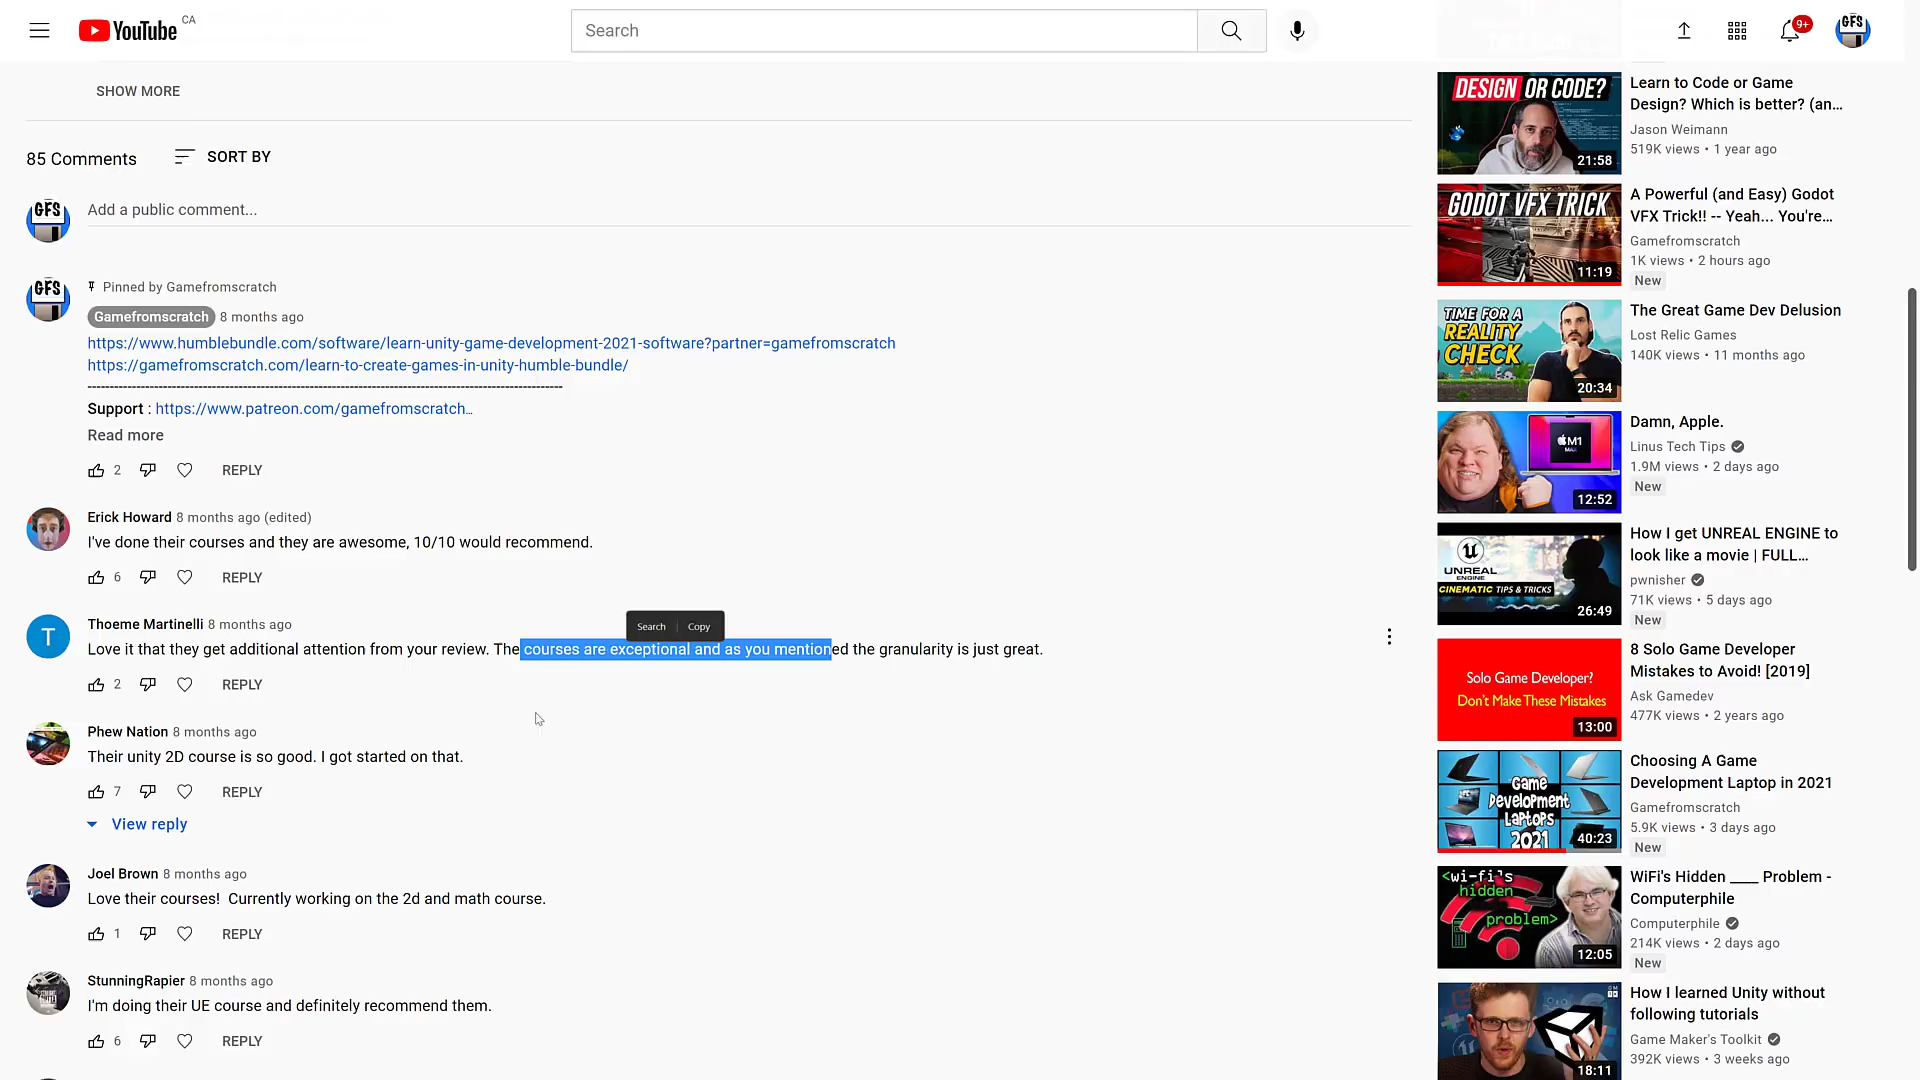 YouTube CA
Search
9+
GFS
SHOW MORE
85 Comments
SORT BY
GFS
Add a public comment...
GFS
Pinned by Gamefromscratch
Gamefromscratch 8 months ago
https://www.humblebundle.com/software/learn-unity-game-development-2021-software?partner=gamefromscratch
https://gamefromscratch.com/learn-to-create-games-in-unity-humble-bundle/
-----------------------------------------------------------------------------------------------------------
Support : https://www.patreon.com/gamefromscratch...
Read more
2 REPLY
Erick Howard 8 months ago (edited)
I've done their courses and they are awesome, 10/10 would recommend.
6 REPLY
T
Thoeme Martinelli 8 months ago
Search Copy
Love it that they get additional attention from your review. The courses are exceptional and as you mentioned the granularity is just great.
2 REPLY
Phew Nation 8 months ago
Their unity 2D course is so good. I got started on that.
7 REPLY
View reply
Joel Brown 8 months ago
Love their courses!  Currently working on the 2d and math course.
1 REPLY
StunningRapier 8 months ago
I'm doing their UE course and definitely recommend them.
6 REPLY
DESIGN OR CODE?
21:58
Learn to Code or Game
Design? Which is better? (an...
Jason Weimann
519K views • 1 year ago
GODOT VFX TRICK
11:19
A Powerful (and Easy) Godot
VFX Trick!! -- Yeah... You're...
Gamefromscratch
1K views • 2 hours ago
New
TIME FOR A
REALITY
CHECK
20:34
The Great Game Dev Delusion
Lost Relic Games
140K views • 11 months ago
M1
MAX
12:52
Damn, Apple.
Linus Tech Tips
1.9M views • 2 days ago
New
UNREAL
ENGINE
CINEMATIC TIPS & TRICKS
26:49
How I get UNREAL ENGINE to
look like a movie | FULL...
pwnisher
71K views • 5 days ago
New
Solo Game Developer?
Don't Make These Mistakes
13:00
8 Solo Game Developer
Mistakes to Avoid! [2019]
Ask Gamedev
477K views • 2 years ago
Game
Development
Laptops
2021
40:23
Choosing A Game
Development Laptop in 2021
Gamefromscratch
5.9K views • 3 days ago
New
<wi-fi's
hidden
problem>
12:05
WiFi's Hidden ____ Problem -
Computerphile
Computerphile
214K views • 2 days ago
New
18:11
How I learned Unity without
following tutorials
Game Maker's Toolkit
392K views • 3 weeks ago